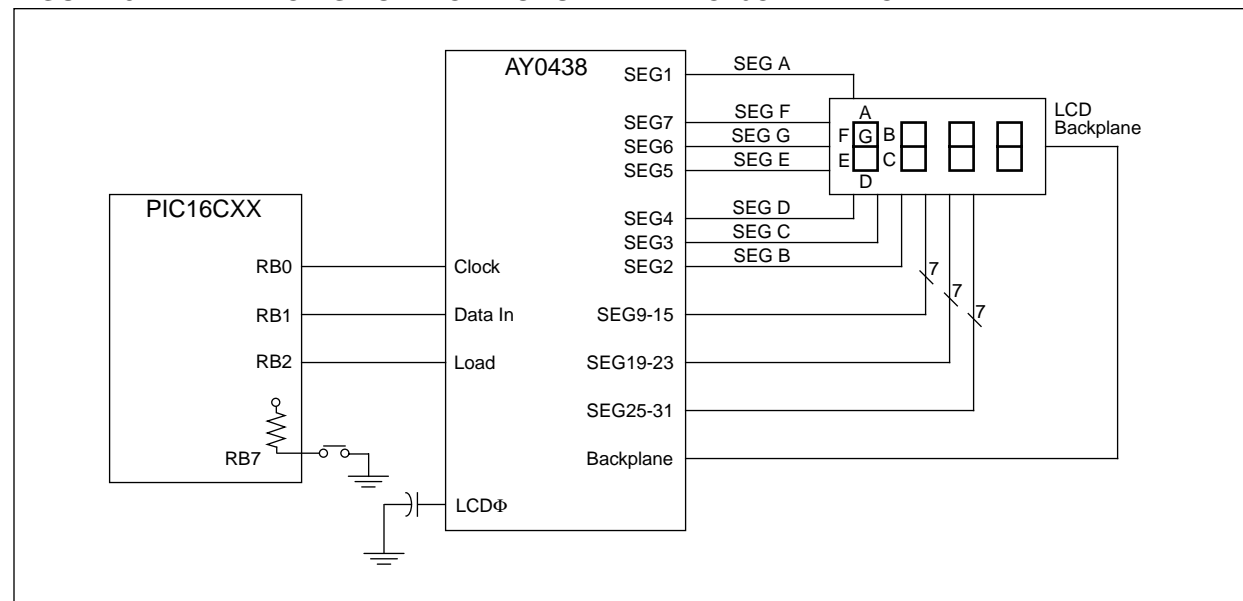 AY0438
SEG1
SEG A
SEG7
SEG F
SEG6
SEG G
SEG5
SEG E
SEG4
SEG D
SEG3
SEG C
SEG2
SEG B
SEG9-15
SEG19-23
SEG25-31
Backplane
Clock
Data In
Load
LCDΦ
PIC16CXX
RB0
RB1
RB2
RB7
A
F G B
E C
D
LCD
Backplane
7
7
7